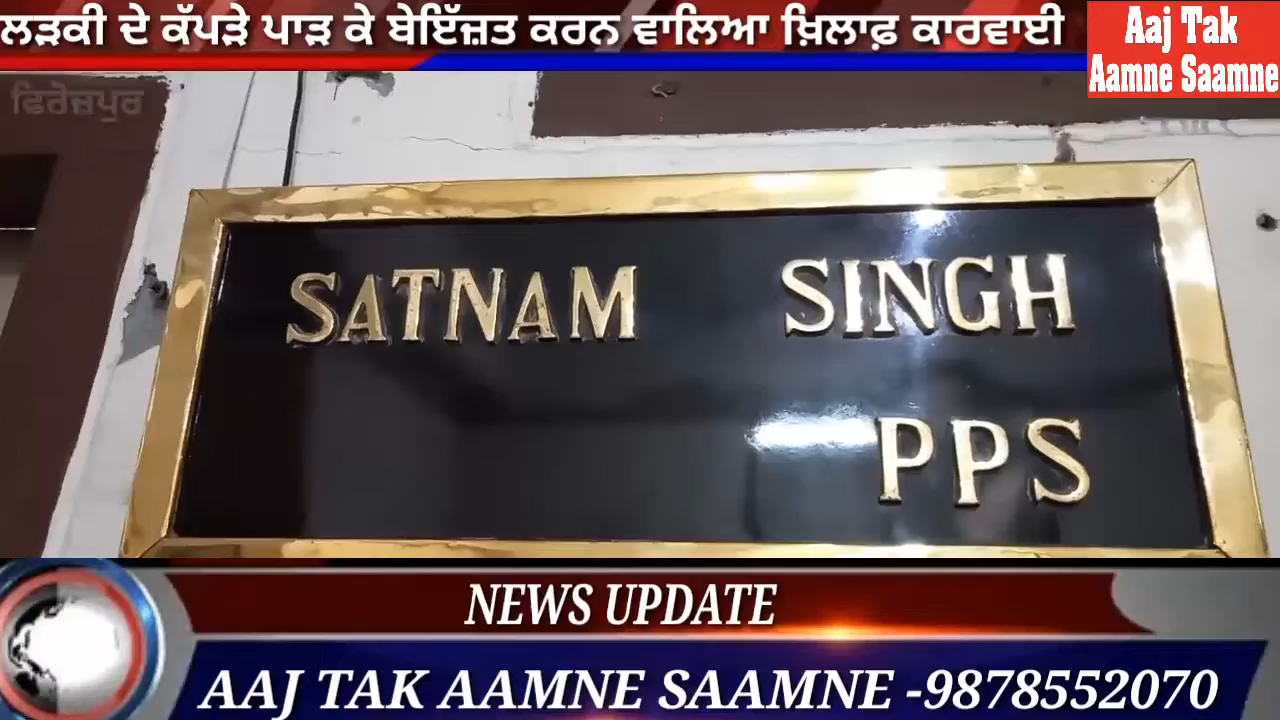 ਲੜਕੀ ਦੇ ਕੱਪੜੇ ਪਾੜ ਕੇ ਬੇਇੱਜ਼ਤ ਕਰਨ ਵਾਲਿਆ ਖ਼ਿਲਾਫ਼ ਕਾਰਵਾਈ
Aaj Tak
Aamne Saamne
ਫਿਰੋਜ਼ਪੁਰ
SATNAM SINGH
PPS
NEWS UPDATE
AAJ TAK AAMNE SAAMNE -9878552070